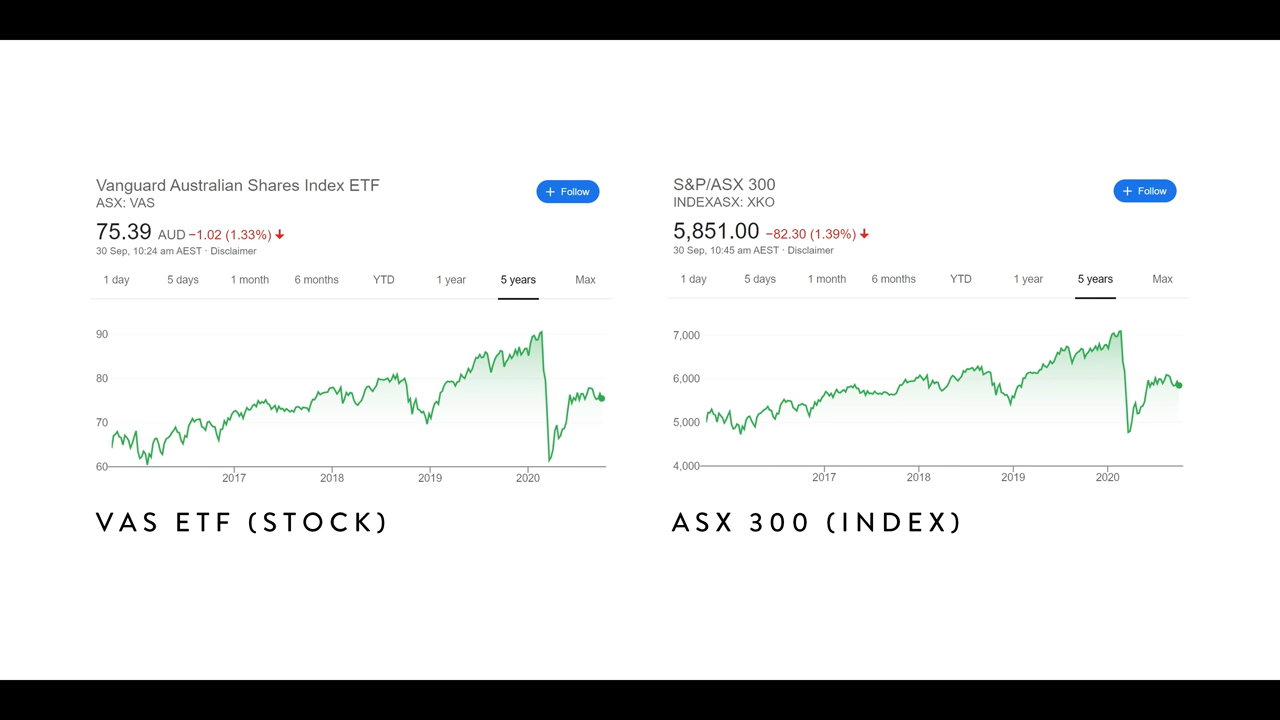 Vanguard Australian Shares Index ETF
ASX: VAS
+ Follow
75.39 AUD −1.02 (1.33%) ↓
30 Sep, 10:24 am AEST · Disclaimer
1 day 5 days 1 month 6 months YTD 1 year 5 years Max
90
80
70
60
2017 2018 2019 2020
VAS ETF (STOCK)
S&P/ASX 300
INDEXASX: XKO
+ Follow
5,851.00 −82.30 (1.39%) ↓
30 Sep, 10:45 am AEST · Disclaimer
1 day 5 days 1 month 6 months YTD 1 year 5 years Max
7,000
6,000
5,000
4,000
2017 2018 2019 2020
ASX 300 (INDEX)